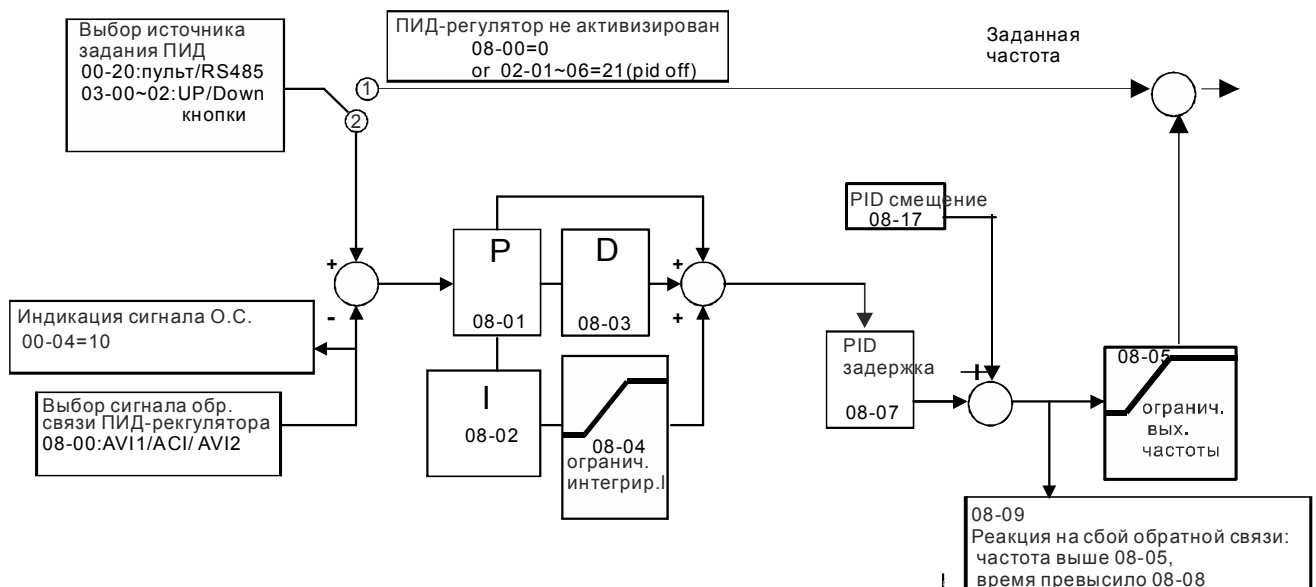 Выбор источника
задания ПИД
00-20:пульт/RS485
03-00~02:UP/Down
кнопки
ПИД-регулятор не активизирован
08-00=0
or 02-01~06=21(pid off)
Заданная
частота
1
2
PID смещение
08-17
+
-
P
08-01
D
08-03
+
+
Индикация сигнала О.С.
00-04=10
Выбор сигнала обр.
связи ПИД-рекгулятора
08-00:AVI1/ACI/ AVI2
I
08-02
08-04
огранич.
интегрир.I
PID
задержка
08-07
+
08-05
огранич.
вых.
частоты
08-09
Реакция на сбой обратной связи:
частота выше 08-05,
время превысило 08-08